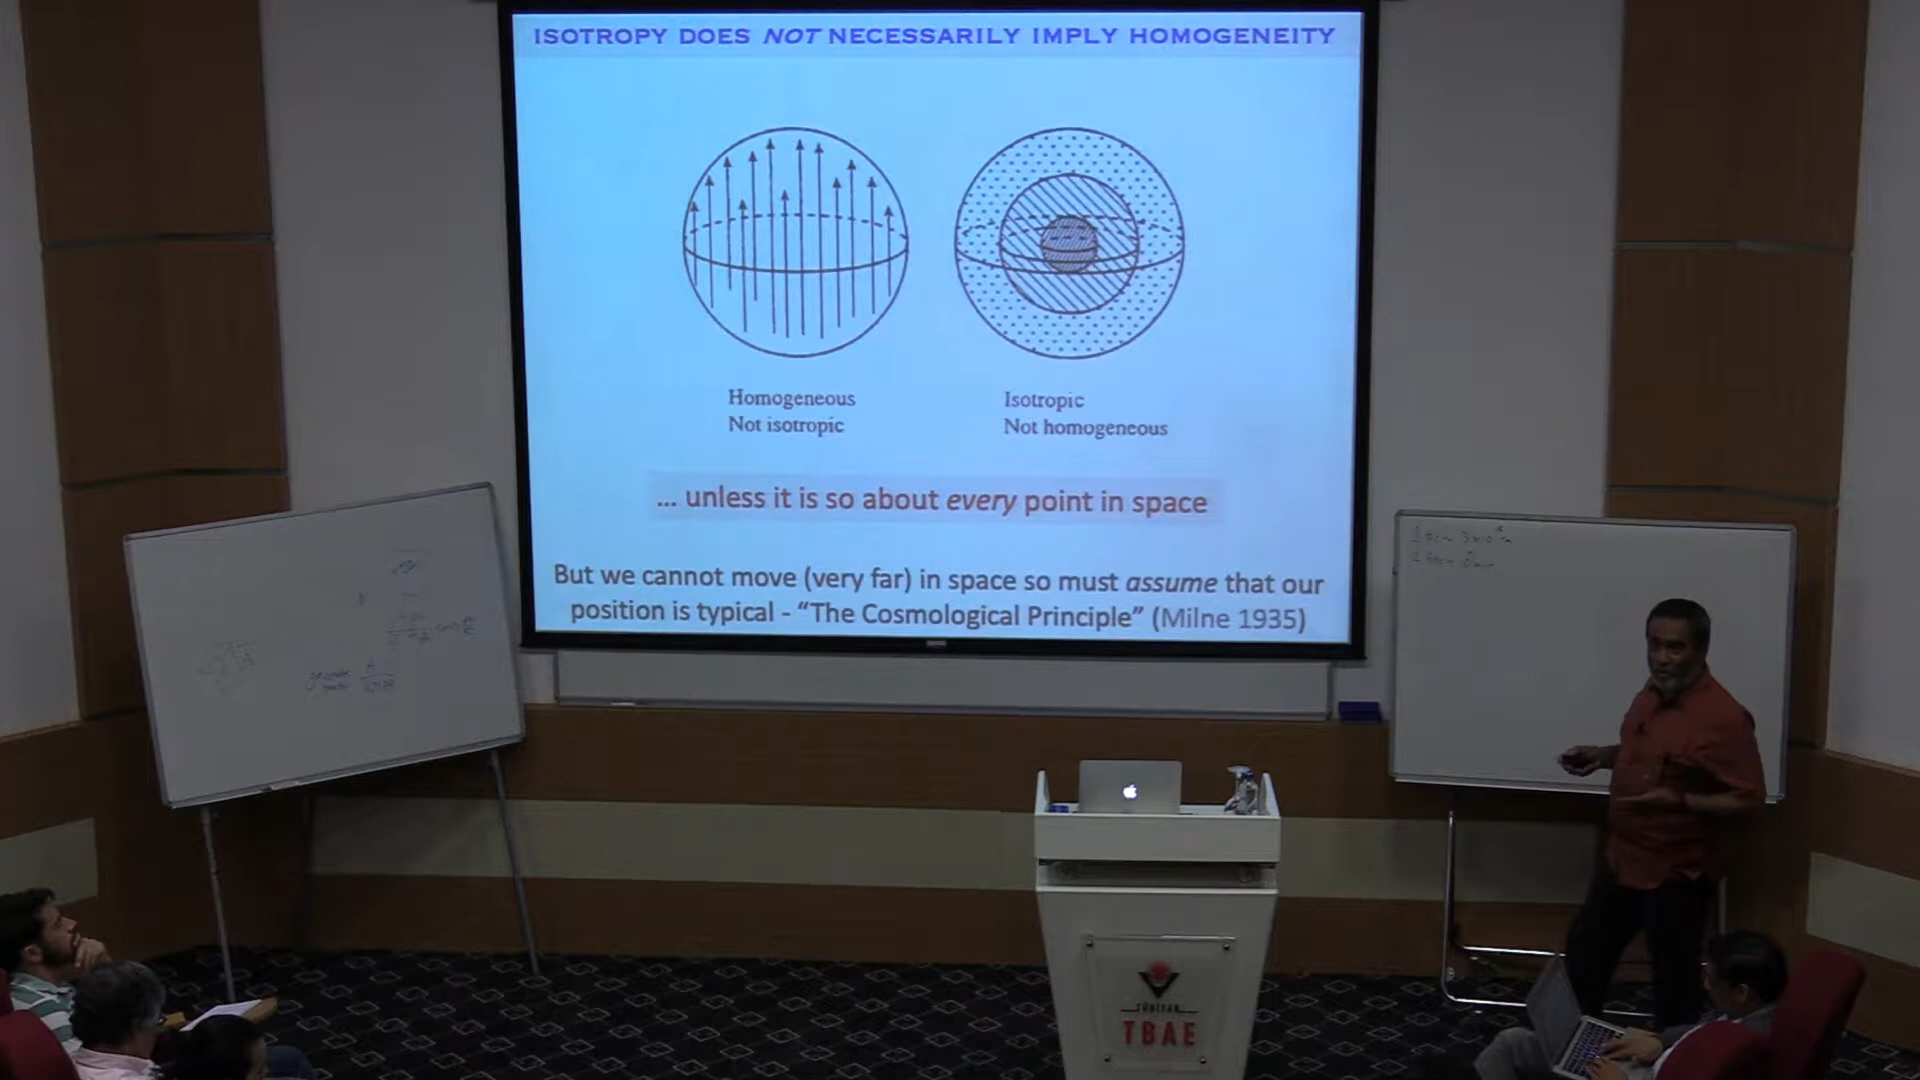 ISOTROPY DOES NOT NECESSARILY IMPLY HOMOGENEITY
Homogeneous
Not isotropic
Isotropic
Not homogeneous
... unless it is so about every point in space
But we cannot move (very far) in space so must assume that our
position is typical - “The Cosmological Principle” (Milne 1935)
TÜBİTAK
TBAE